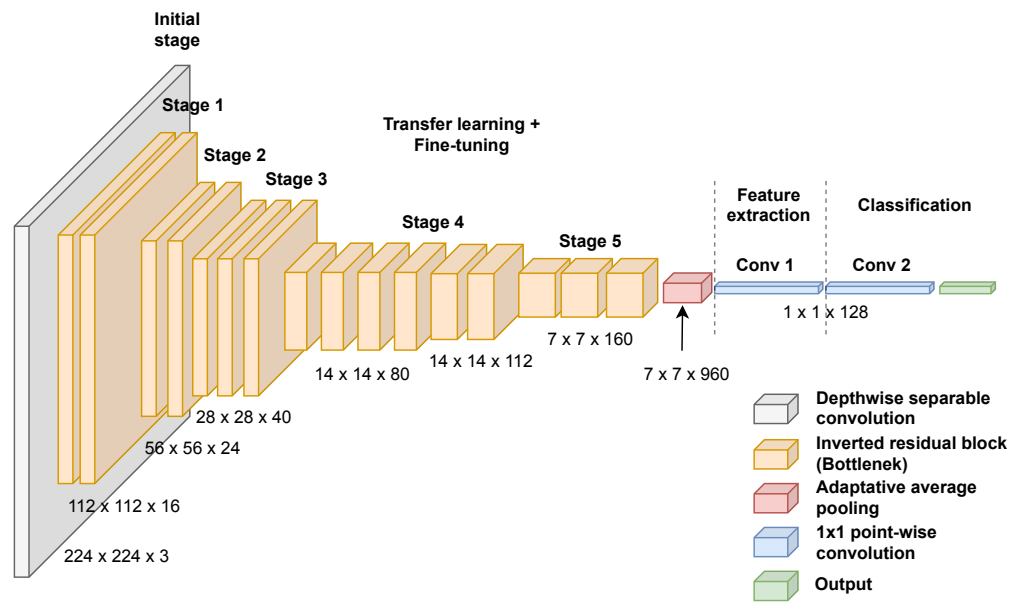 Initial
stage
Stage 1
Stage 2
Stage 3
Transfer learning +
Fine-tuning
Stage 4
Stage 5
Feature
extraction
Classification
Conv 1
Conv 2
1 x 1 x 128
7 x 7 x 160
14 x 14 x 112
14 x 14 x 80
7 x 7 x 960
28 x 28 x 40
56 x 56 x 24
112 x 112 x 16
224 x 224 x 3
Depthwise separable
convolution
Inverted residual block
(Bottlenek)
Adaptative average
pooling
1x1 point-wise
convolution
Output